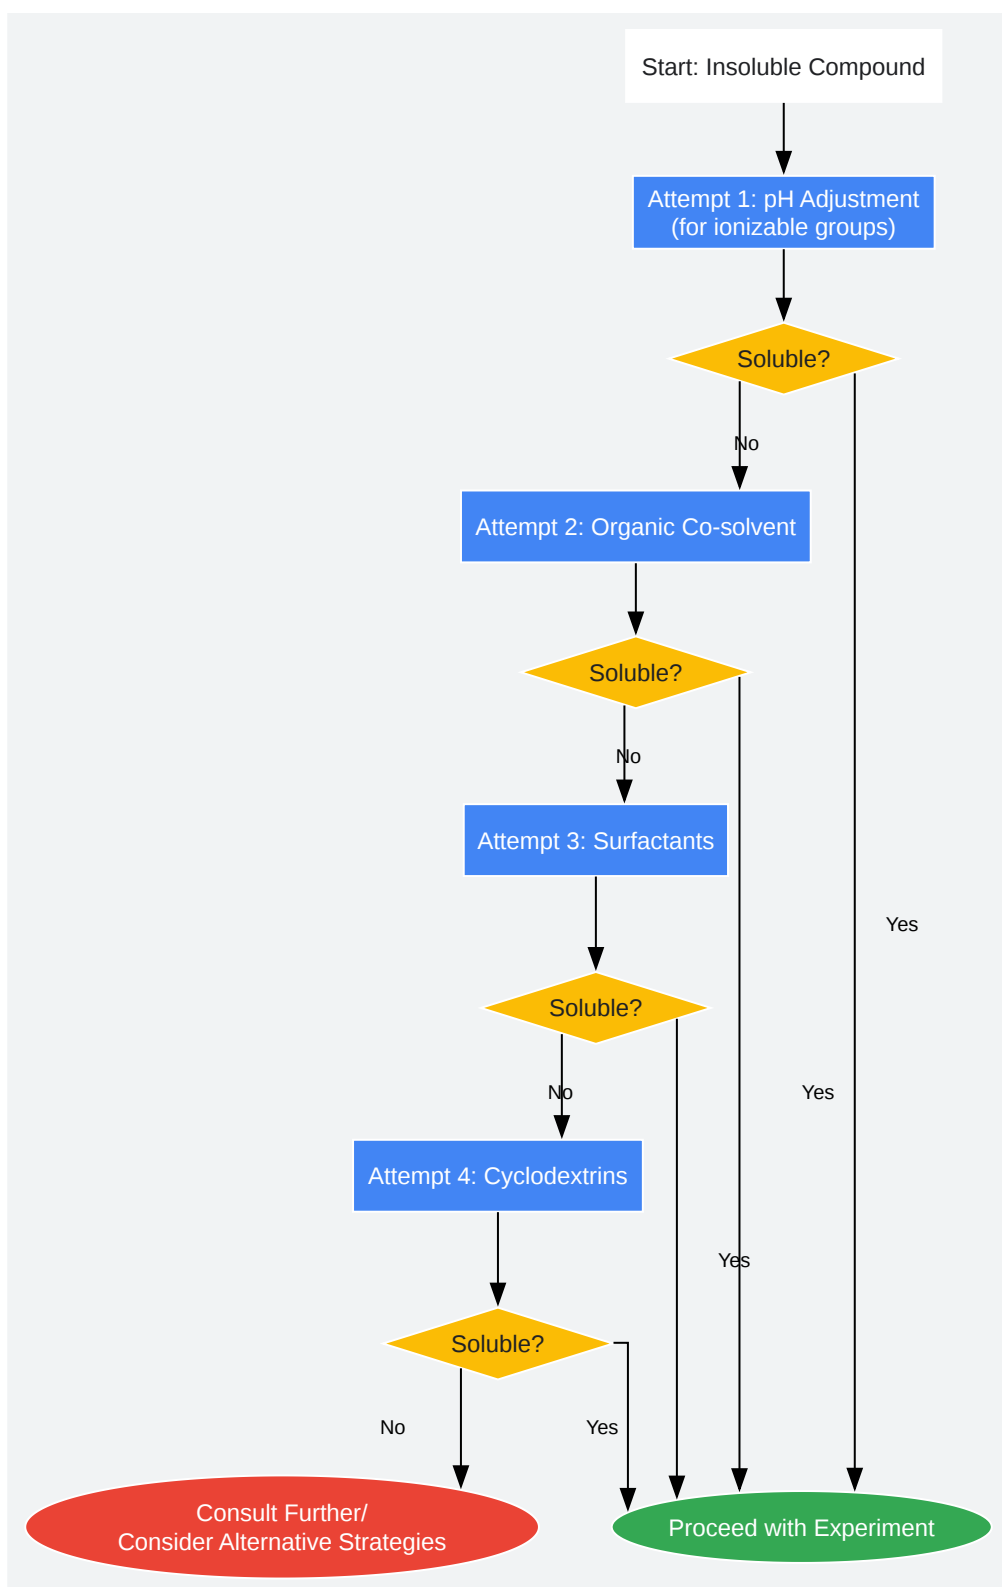 Start: Insoluble Compound
Attempt 1: pH Adjustment
(for ionizable groups)
Soluble?
No
Attempt 2: Organic Co-solvent
Soluble?
No
Attempt 3: Surfactants
Yes
Soluble?
No
Yes
Attempt 4: Cyclodextrins
Yes
Soluble?
No
Yes
Consult Further/
Consider Alternative Strategies
Proceed with Experiment